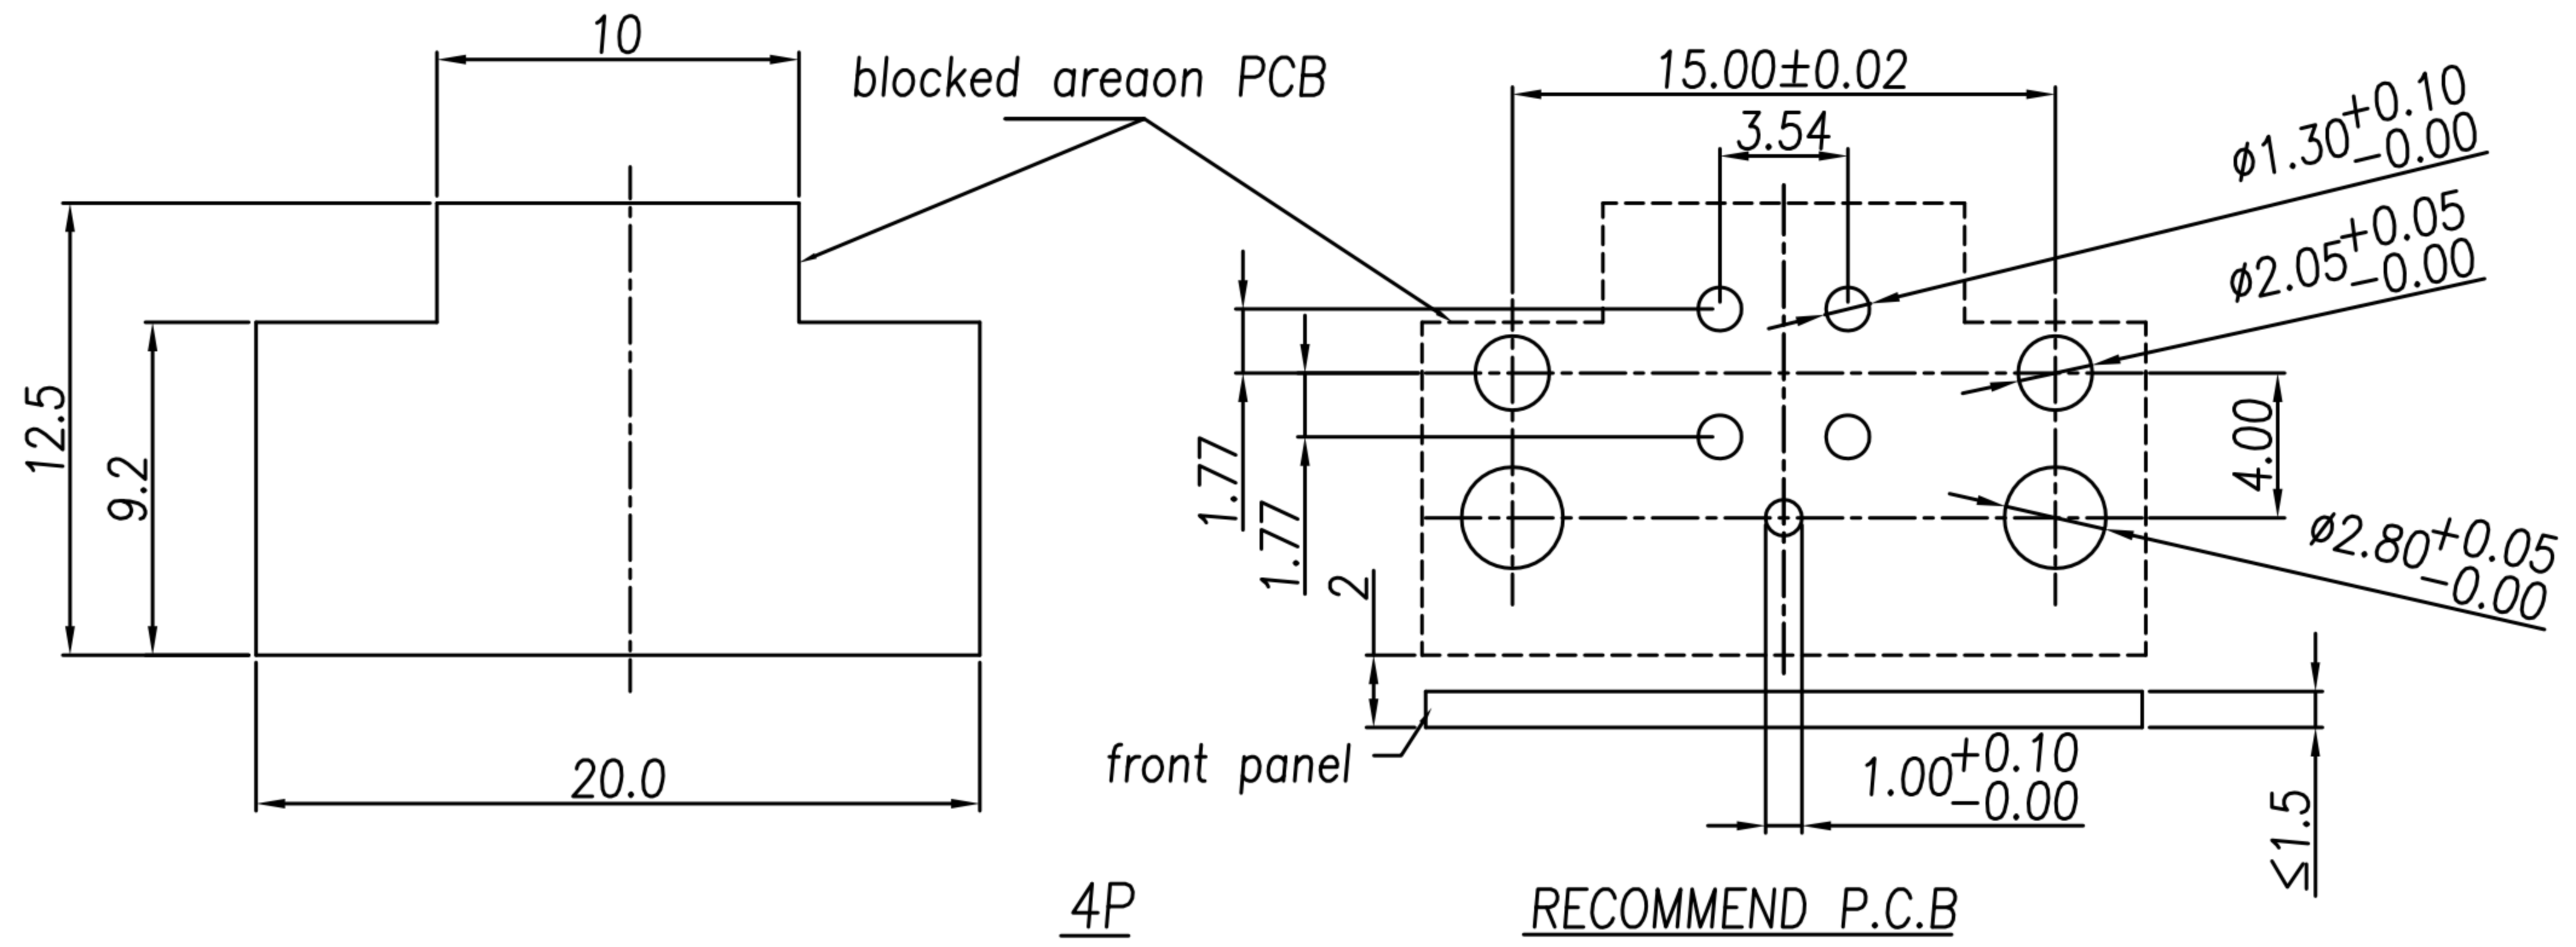 10
blocked areaon PCB
12.5
9.2
20.0
15.00±0.02
3.54
ø1.30+0.10
-0.00
ø2.05+0.05
-0.00
1.77
1.77
2
4.00
ø2.80+0.05
-0.00
front panel
1.00+0.10
-0.00
≤1.5
4P
RECOMMEND P.C.B